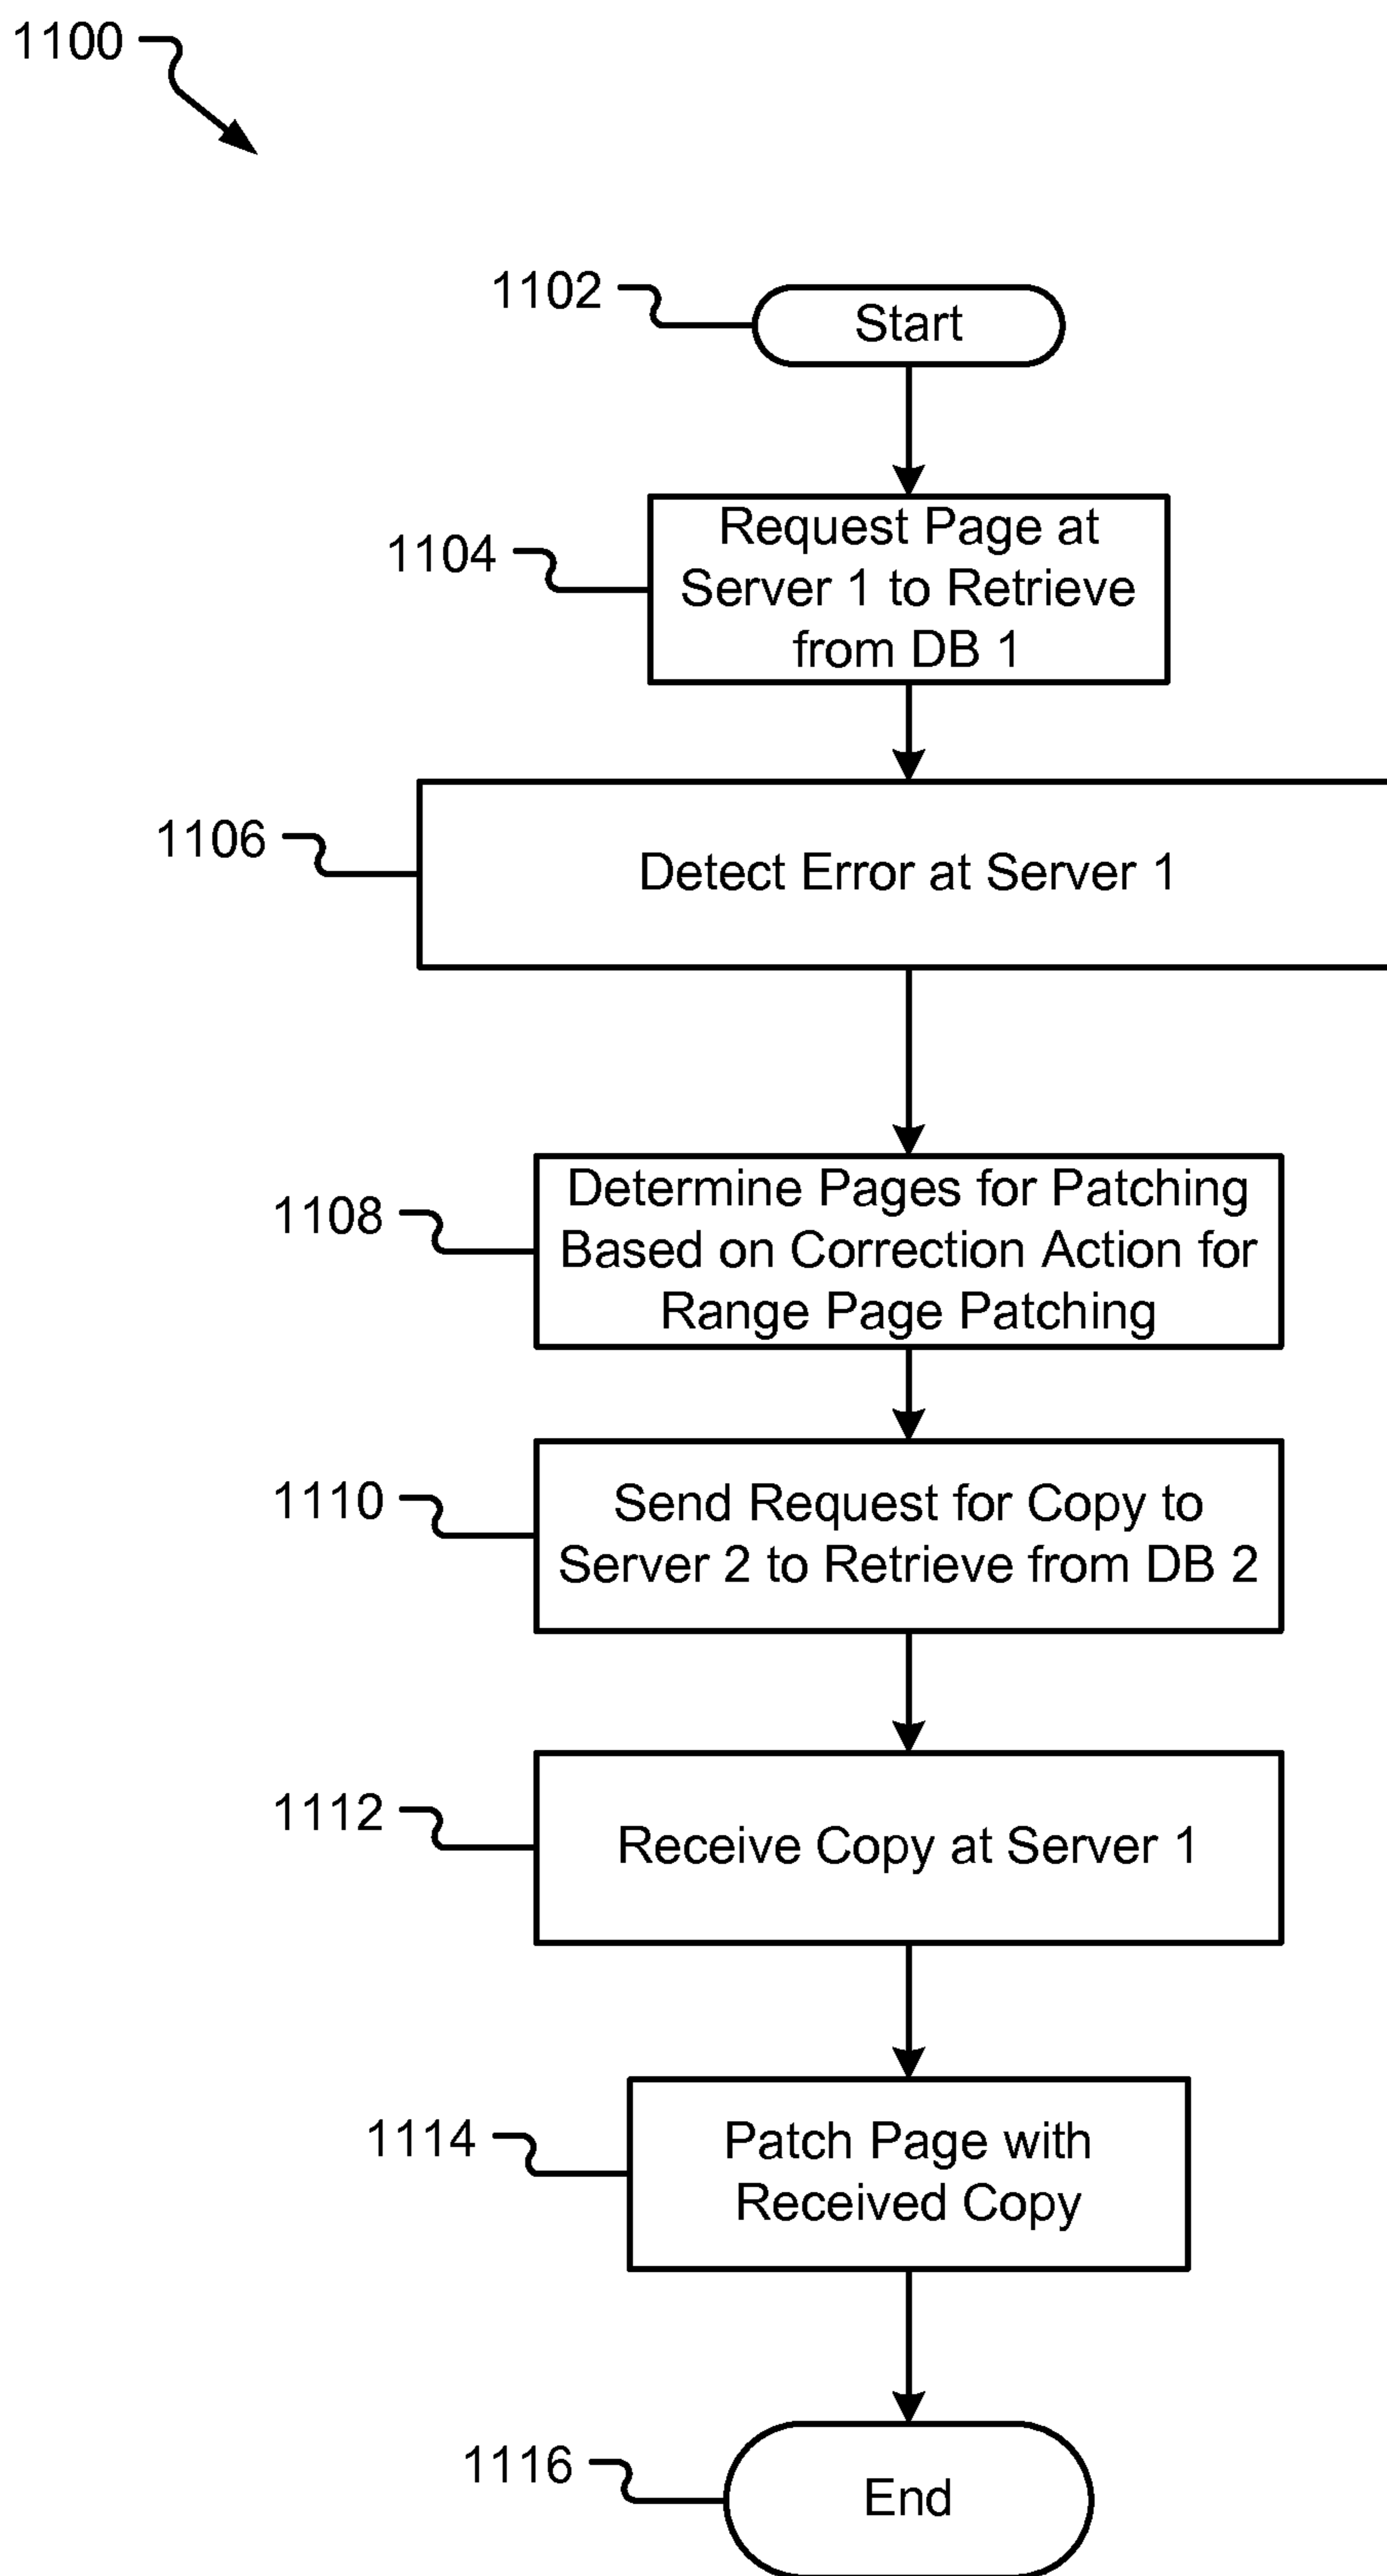 1100
1102
Start
1104
Request Page at
Server 1 to Retrieve
from DB 1
1106
Detect Error at Server 1
1108
Determine Pages for Patching
Based on Correction Action for
Range Page Patching
1110
Send Request for Copy to
Server 2 to Retrieve from DB 2
1112
Receive Copy at Server 1
1114
Patch Page with
Received Copy
1116
End